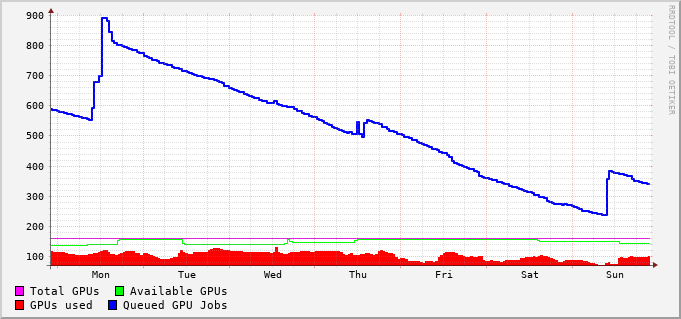 900
800
700
600
500
400
300
200
100
Mon Tue Wed Thu Fri Sat Sun
Total GPUs Available GPUs
GPUs used Queued GPU Jobs
RRDTOOL / TOBI OETIKER